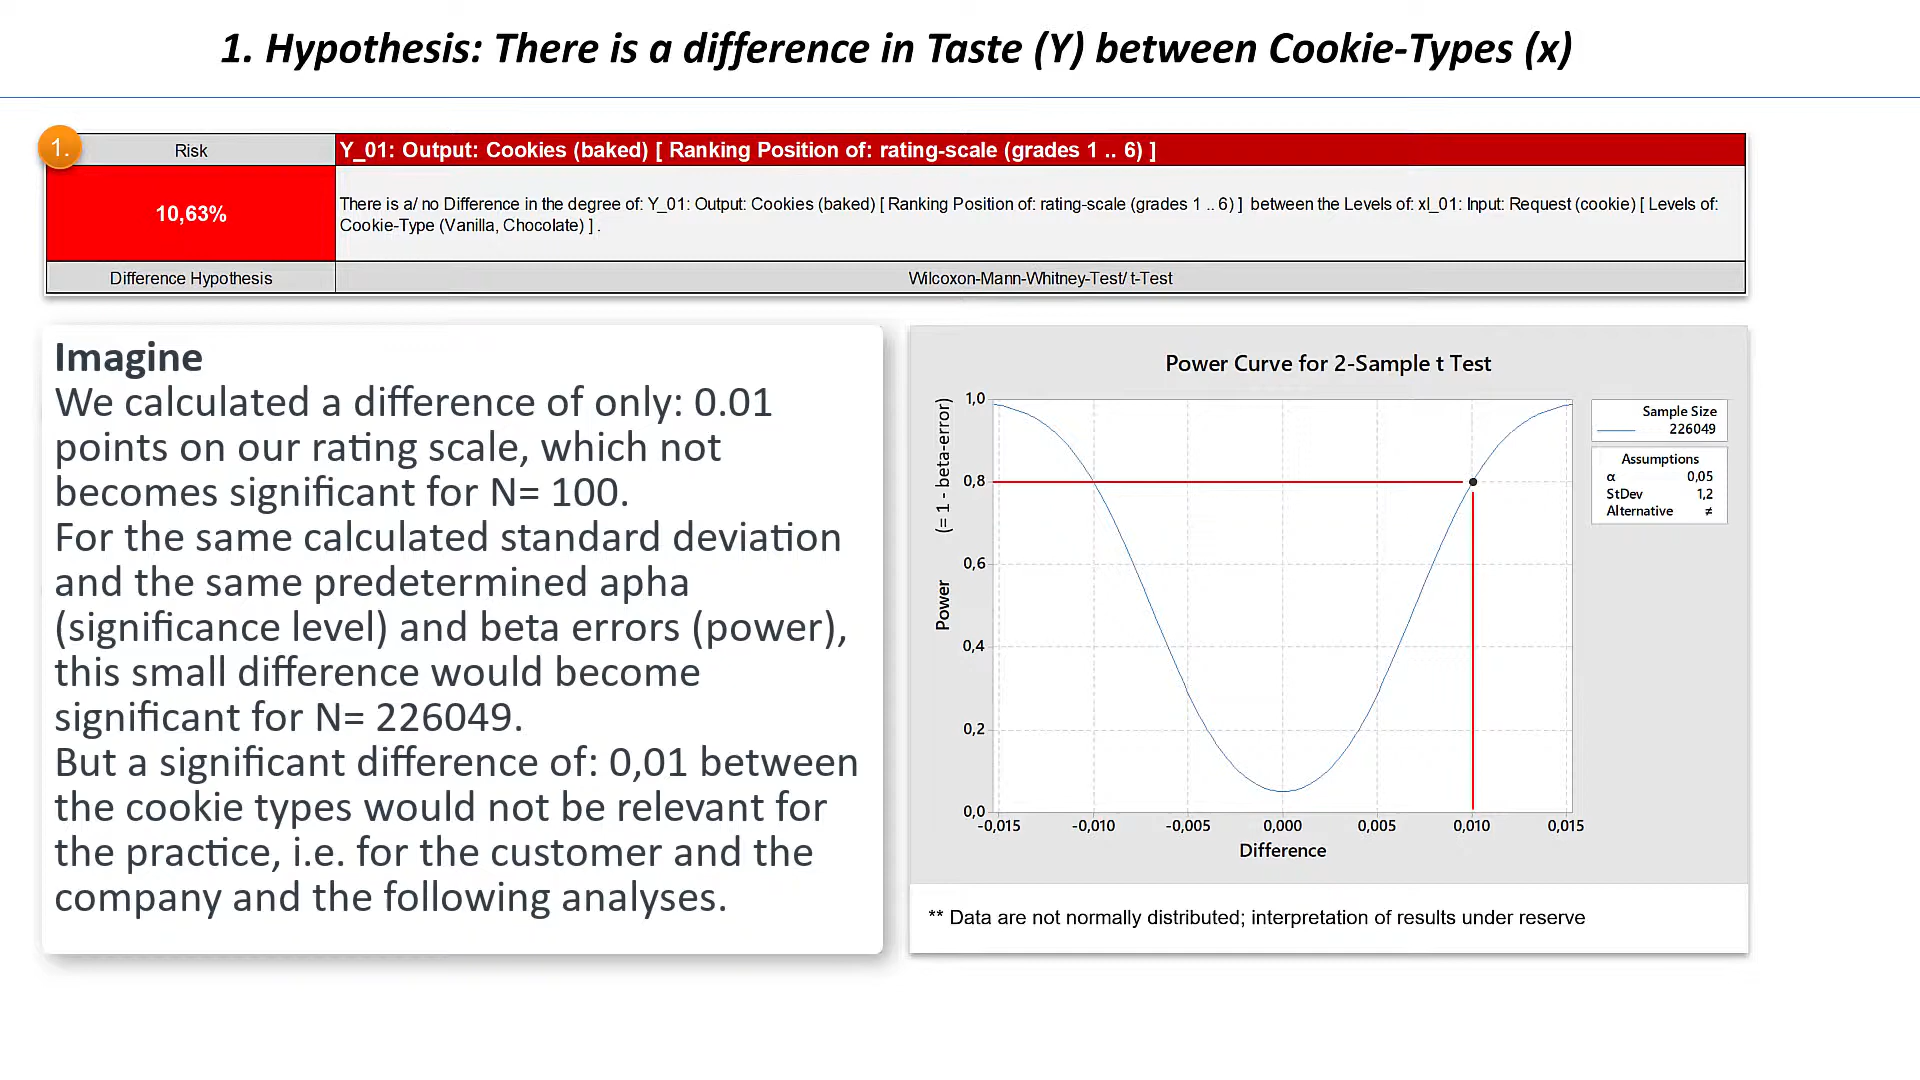 1. Hypothesis: There is a difference in Taste (Y) between Cookie-Types (x)
1.
Risk
Y_01: Output: Cookies (baked) [ Ranking Position of: rating-scale (grades 1 .. 6) ]
10,63%
There is a/ no Difference in the degree of: Y_01: Output: Cookies (baked) [ Ranking Position of: rating-scale (grades 1 .. 6) ] between the Levels of: xI_01: Input: Request (cookie) [ Levels of:
Cookie-Type (Vanilla, Chocolate) ] .
Difference Hypothesis
Wilcoxon-Mann-Whitney-Test/ t-Test
Imagine
We calculated a difference of only: 0.01
points on our rating scale, which not
becomes significant for N= 100.
For the same calculated standard deviation
and the same predetermined apha
(significance level) and beta errors (power),
this small difference would become
significant for N= 226049.
But a significant difference of: 0,01 between
the cookie types would not be relevant for
the practice, i.e. for the customer and the
company and the following analyses.
Power Curve for 2-Sample t Test
Power (= 1 - beta-error)
1,0
0,8
0,6
0,4
0,2
0,0
-0,015 -0,010 -0,005 0,000 0,005 0,010 0,015
Difference
Sample Size
226049
Assumptions
α 0,05
StDev 1,2
Alternative ≠
** Data are not normally distributed; interpretation of results under reserve